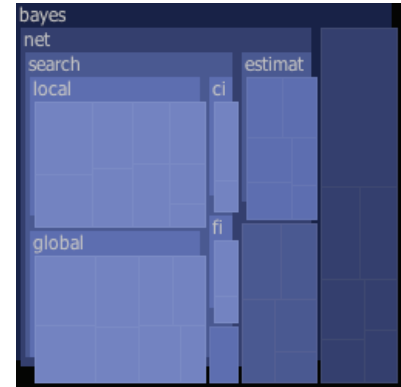 bayes
net
search
estimat
local
ci
fi
global